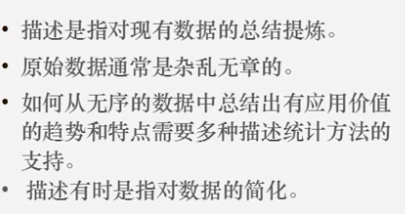 • 描述是指对现有数据的总结提炼。
• 原始数据通常是杂乱无章的。
• 如何从无序的数据中总结出有应用价值
的趋势和特点需要多种描述统计方法的
支持。
• 描述有时是指对数据的简化。